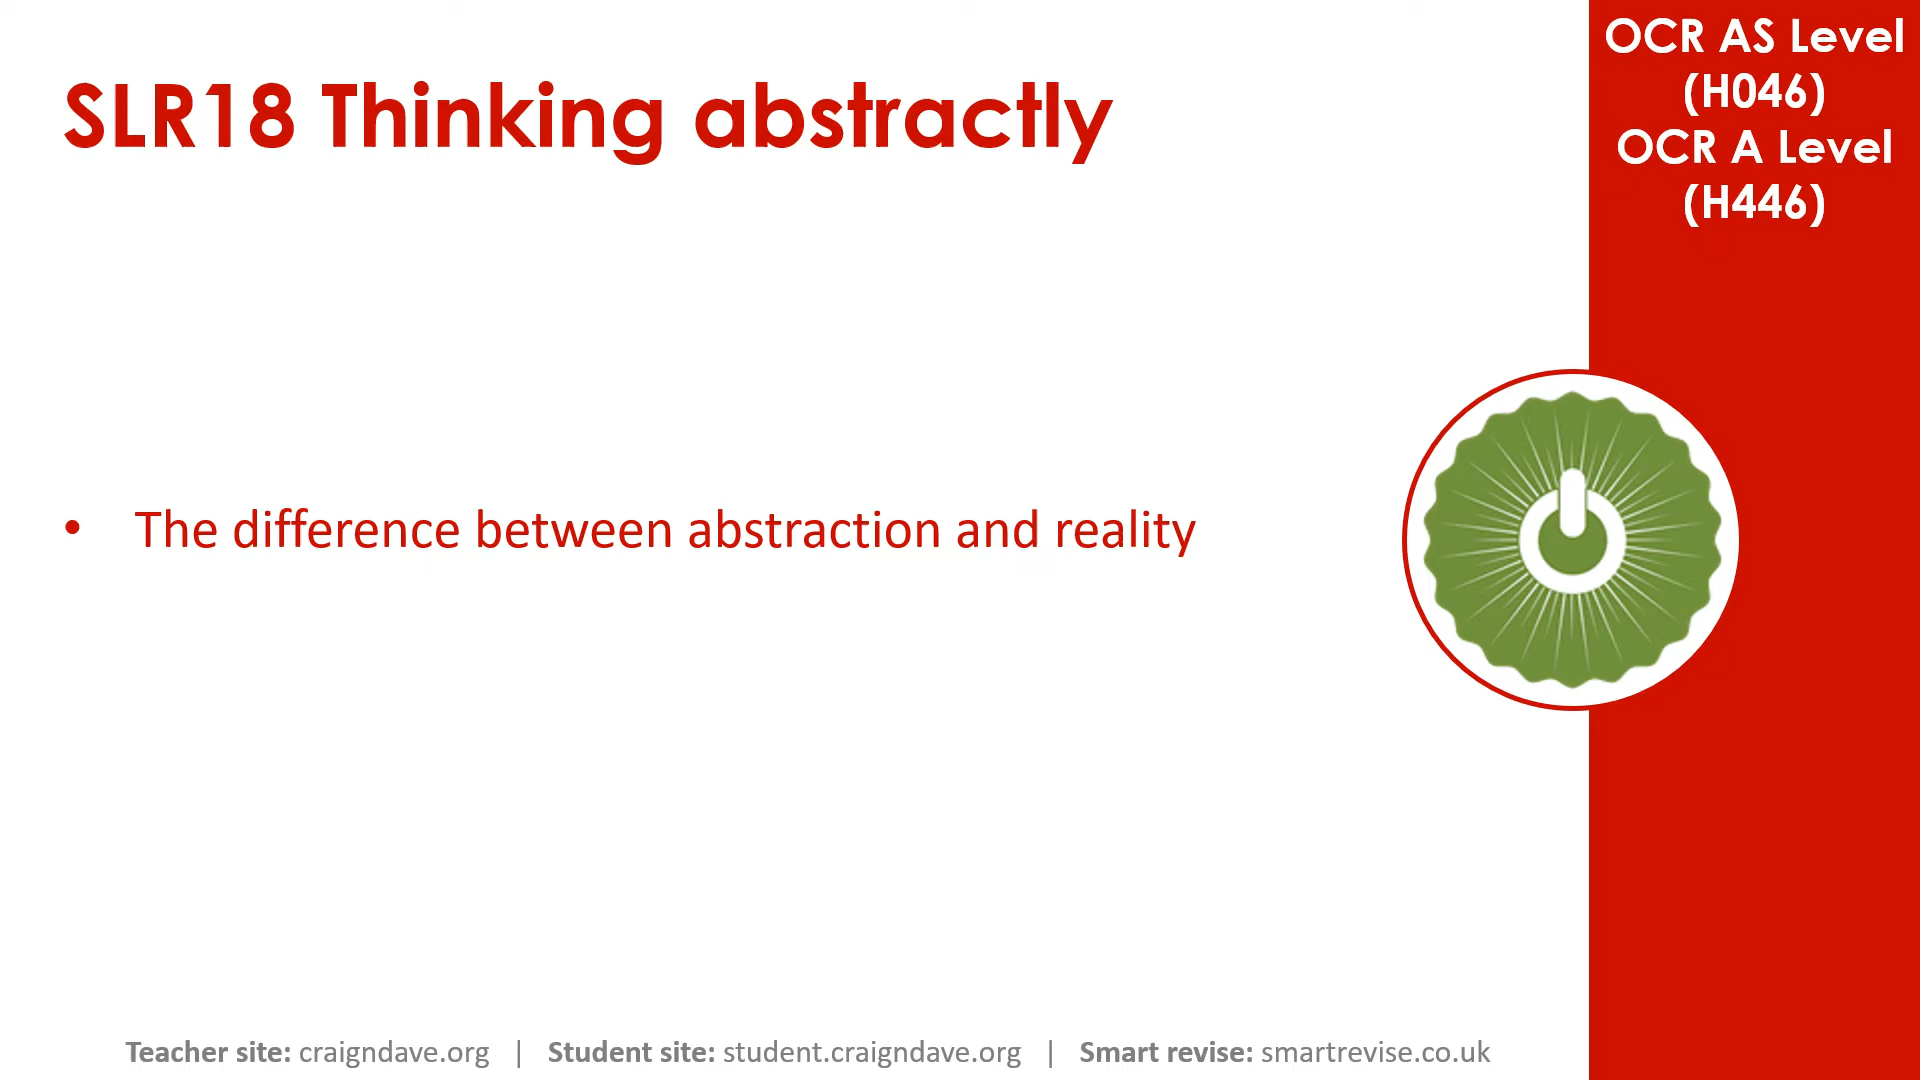 SLR18 Thinking abstractly
OCR AS Level
(H046)
OCR A Level
(H446)
• The difference between abstraction and reality
Teacher site: craigndave.org | Student site: student.craigndave.org | Smart revise: smartrevise.co.uk